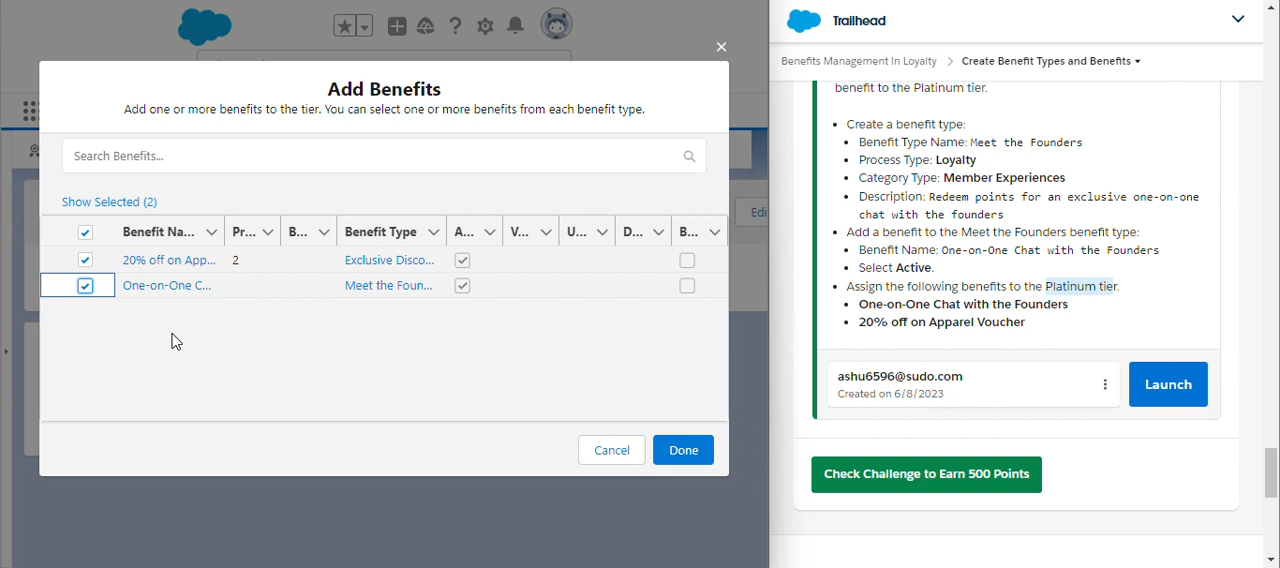 Add Benefits
Add one or more benefits to the tier. You can select one or more benefits from each benefit type.
Search Benefits...
Show Selected (2)
Benefit Na... Pr... B... Benefit Type A... V... U... D... B...
20% off on App... 2 Exclusive Disco...
One-on-One C... Meet the Foun...
Cancel Done
Edi
Trailhead
Benefits Management In Loyalty > Create Benefit Types and Benefits
benefit to the Platinum tier.
• Create a benefit type:
• Benefit Type Name: Meet the Founders
• Process Type: Loyalty
• Category Type: Member Experiences
• Description: Redeem points for an exclusive one-on-one
chat with the founders
• Add a benefit to the Meet the Founders benefit type:
• Benefit Name: One-on-One Chat with the Founders
• Select Active.
• Assign the following benefits to the Platinum tier.
• One-on-One Chat with the Founders
• 20% off on Apparel Voucher
ashu6596@sudo.com
Created on 6/8/2023
Launch
Check Challenge to Earn 500 Points